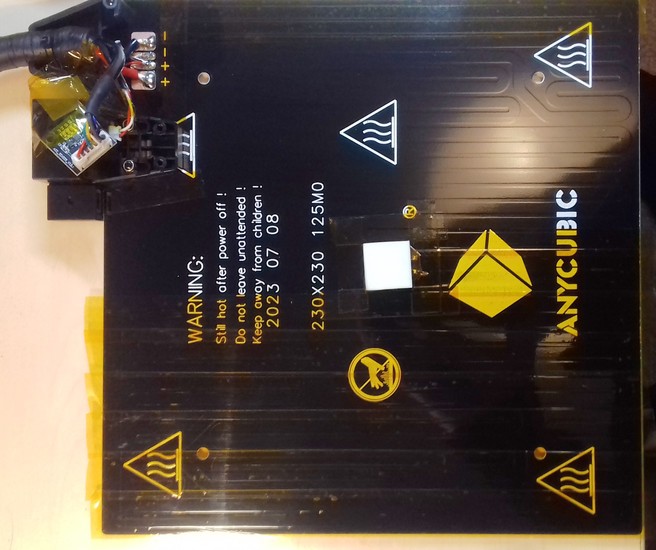 + + - -
WARNING:
Still hot after power off !
Do not leave unattended !
Keep away from children !
2023 07 08
230X230 125M0
®
ANYCUBIC